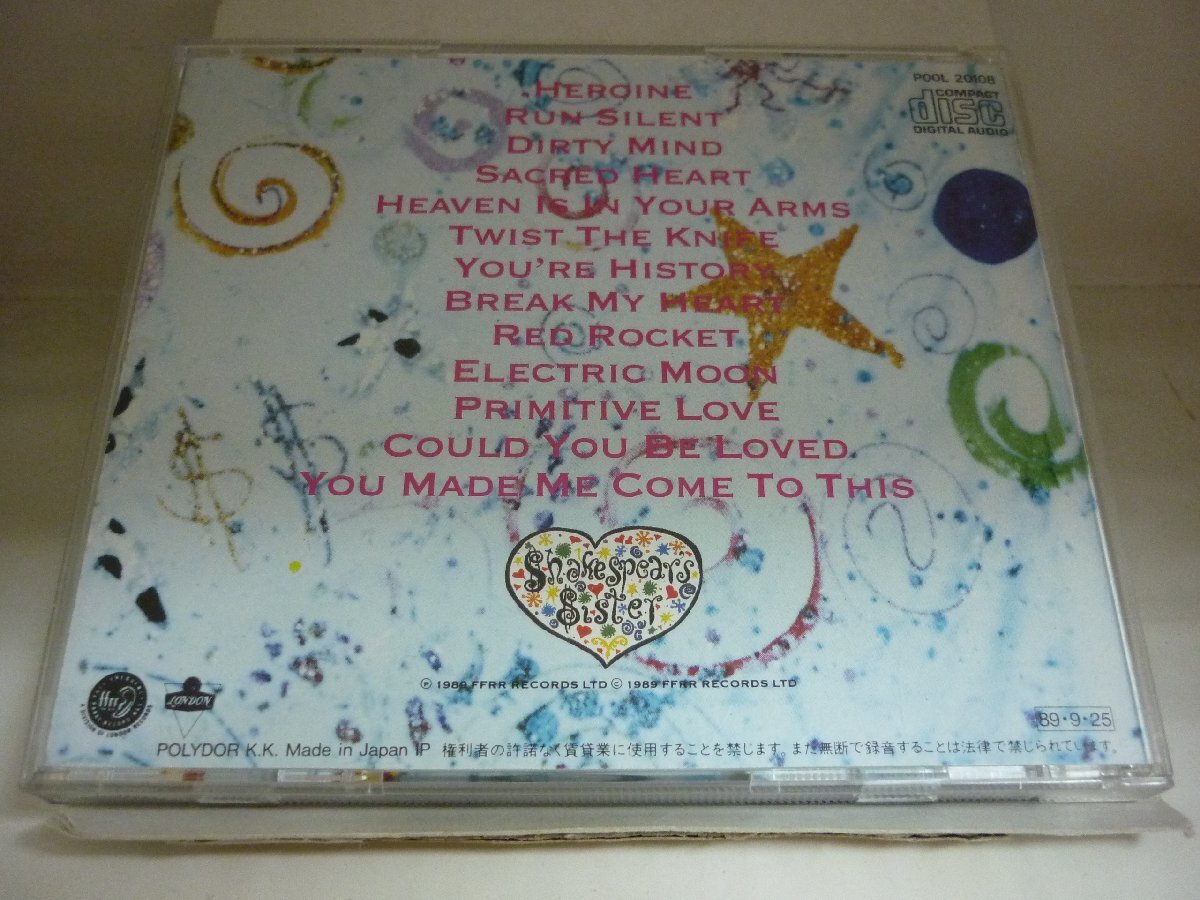 POOL 20108
COMPACT
disc
DIGITAL AUDIO
HEROINE
RUN SILENT
DIRTY MIND
SACRED HEART
HEAVEN IS IN YOUR ARMS
TWIST THE KNIFE
YOU'RE HISTORY
BREAK MY HEART
RED ROCKET
ELECTRIC MOON
PRIMITIVE LOVE
COULD YOU BE LOVED
YOU MADE ME COME TO THIS
Shakespears
Sister
℗ 1989 FFRR RECORDS LTD © 1989 FFRR RECORDS LTD
ffrr
LONDON
89・9・25
POLYDOR K.K. Made in Japan IP 権利者の許諾なく賃貸業に使用することを禁じます。また無断で録音することは法律で禁じられています。